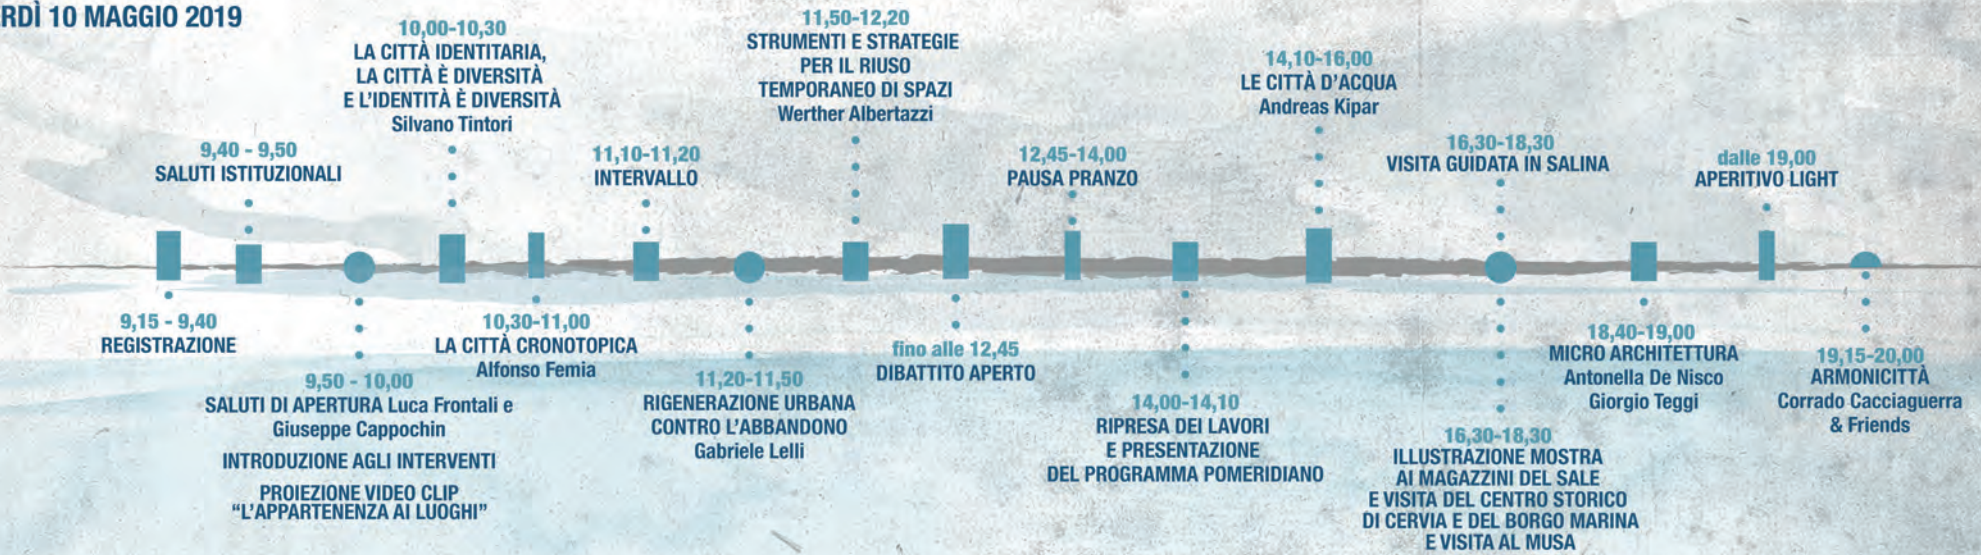 RDÌ 10 MAGGIO 2019
9,15 - 9,40
REGISTRAZIONE
9,40 - 9,50
SALUTI ISTITUZIONALI
9,50 - 10,00
SALUTI DI APERTURA Luca Frontali e
Giuseppe Cappochin
INTRODUZIONE AGLI INTERVENTI
PROIEZIONE VIDEO CLIP
“L’APPARTENENZA AI LUOGHI”
10,00-10,30
LA CITTÀ IDENTITARIA,
LA CITTÀ È DIVERSITÀ
E L’IDENTITÀ È DIVERSITÀ
Silvano Tintori
10,30-11,00
LA CITTÀ CRONOTOPICA
Alfonso Femia
11,10-11,20
INTERVALLO
11,20-11,50
RIGENERAZIONE URBANA
CONTRO L’ABBANDONO
Gabriele Lelli
11,50-12,20
STRUMENTI E STRATEGIE
PER IL RIUSO
TEMPORANEO DI SPAZI
Werther Albertazzi
fino alle 12,45
DIBATTITO APERTO
12,45-14,00
PAUSA PRANZO
14,00-14,10
RIPRESA DEI LAVORI
E PRESENTAZIONE
DEL PROGRAMMA POMERIDIANO
14,10-16,00
LE CITTÀ D’ACQUA
Andreas Kipar
16,30-18,30
VISITA GUIDATA IN SALINA
16,30-18,30
ILLUSTRAZIONE MOSTRA
AI MAGAZZINI DEL SALE
E VISITA DEL CENTRO STORICO
DI CERVIA E DEL BORGO MARINA
E VISITA AL MUSA
18,40-19,00
MICRO ARCHITETTURA
Antonella De Nisco
Giorgio Teggi
dalle 19,00
APERITIVO LIGHT
19,15-20,00
ARMONICITTÀ
Corrado Cacciaguerra
& Friends